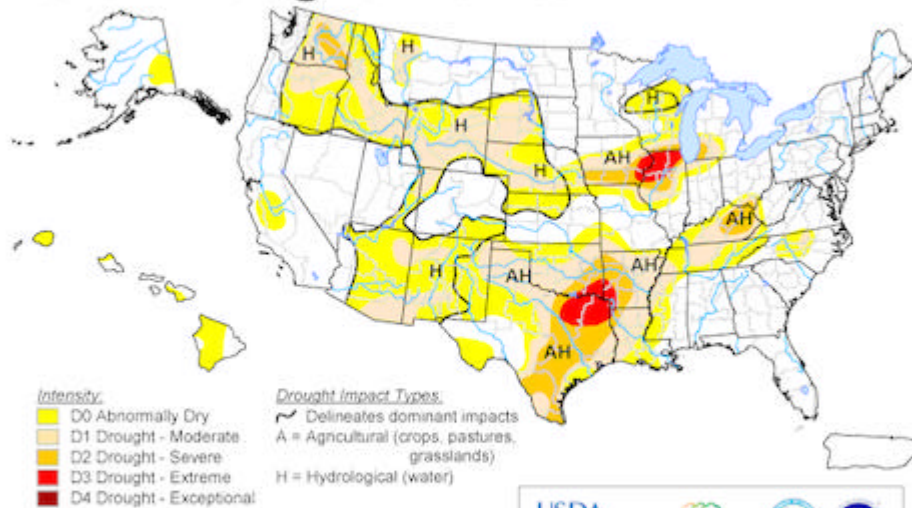 H
H
H
H
AH
H
AH
H
AH
AH
AH
Intensity:
D0 Abnormally Dry
D1 Drought - Moderate
D2 Drought - Severe
D3 Drought - Extreme
D4 Drought - Exceptional
Drought Impact Types:
Delineates dominant impacts
A = Agricultural (crops, pastures,
grasslands)
H = Hydrological (water)
USDA